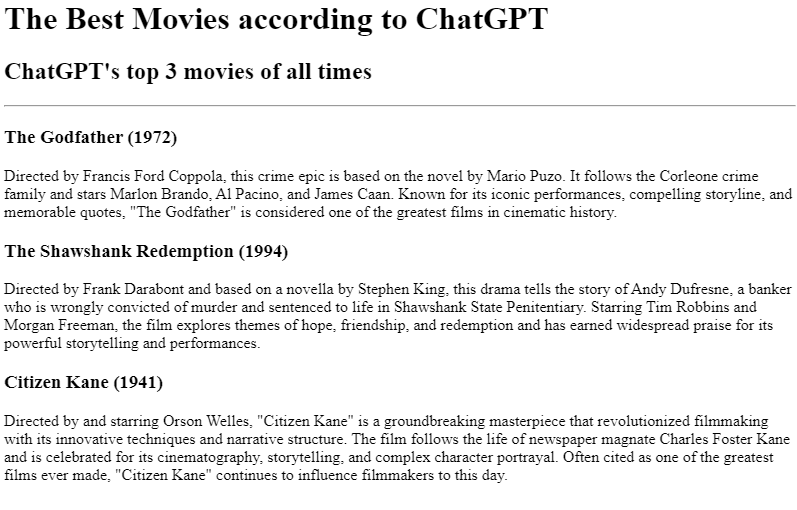 The Best Movies according to ChatGPT
ChatGPT's top 3 movies of all times
The Godfather (1972)
Directed by Francis Ford Coppola, this crime epic is based on the novel by Mario Puzo. It follows the Corleone crime
family and stars Marlon Brando, Al Pacino, and James Caan. Known for its iconic performances, compelling storyline, and
memorable quotes, "The Godfather" is considered one of the greatest films in cinematic history.
The Shawshank Redemption (1994)
Directed by Frank Darabont and based on a novella by Stephen King, this drama tells the story of Andy Dufresne, a banker
who is wrongly convicted of murder and sentenced to life in Shawshank State Penitentiary. Starring Tim Robbins and
Morgan Freeman, the film explores themes of hope, friendship, and redemption and has earned widespread praise for its
powerful storytelling and performances.
Citizen Kane (1941)
Directed by and starring Orson Welles, "Citizen Kane" is a groundbreaking masterpiece that revolutionized filmmaking
with its innovative techniques and narrative structure. The film follows the life of newspaper magnate Charles Foster Kane
and is celebrated for its cinematography, storytelling, and complex character portrayal. Often cited as one of the greatest
films ever made, "Citizen Kane" continues to influence filmmakers to this day.